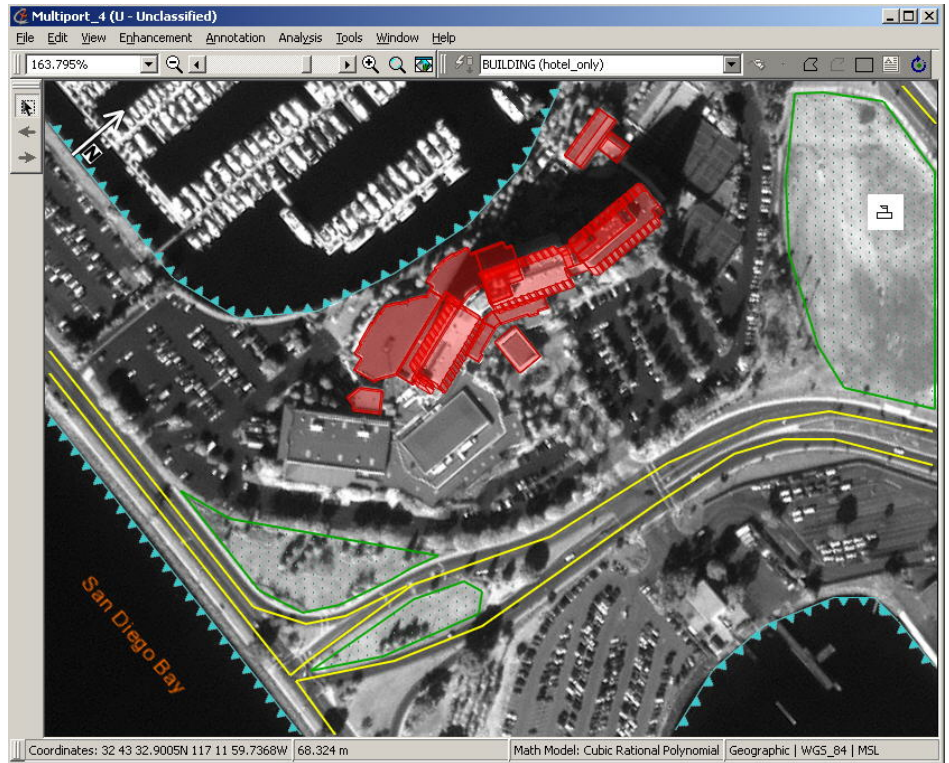 Multiport_4 (U - Unclassified)
File Edit View Enhancement Annotation Analysis Tools Window Help
163.795% BUILDING (hotel_only)
N
San Diego Bay
Coordinates: 32 43 32.9005N 117 11 59.7368W 68.324 m Math Model: Cubic Rational Polynomial Geographic | WGS_84 | MSL